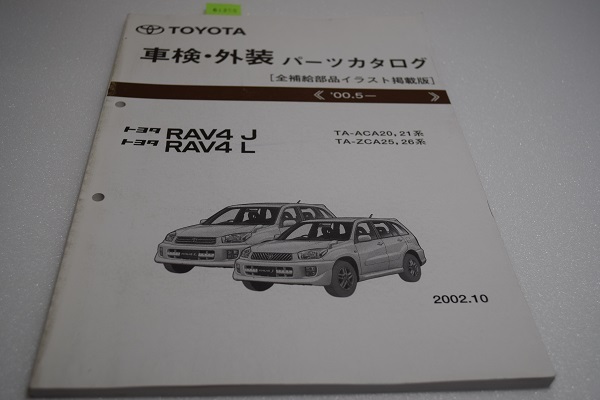 TOYOTA
車検・外装 パーツカタログ
[全補給部品イラスト掲載版]
《 '00.5− 》
トヨタ RAV4 J TA-ACA20,21系
トヨタ RAV4 L TA-ZCA25,26系
2002.10